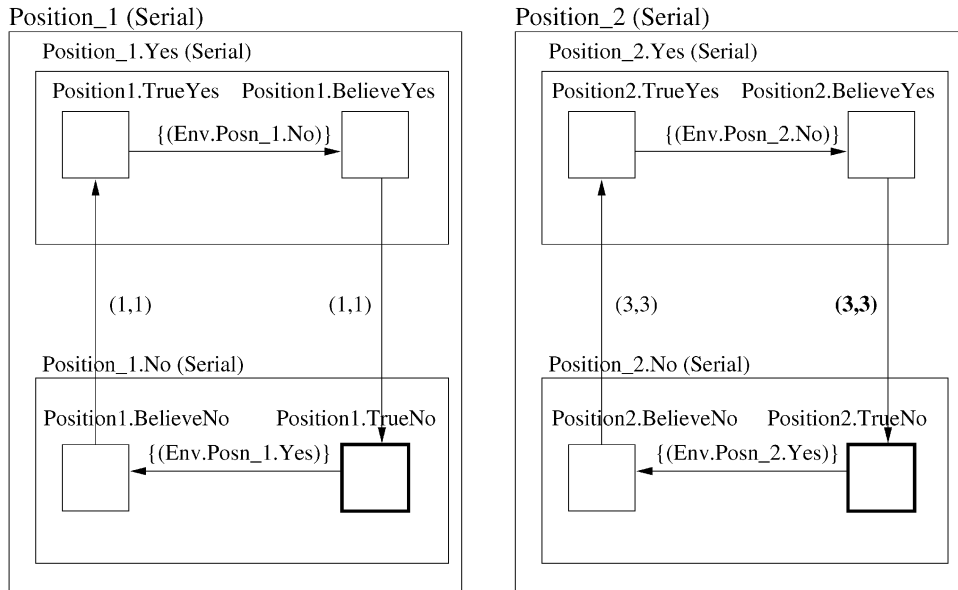 Position_1 (Serial)
Position_1.Yes (Serial)
Position1.TrueYes Position1.BelieveYes
{(Env.Posn_1.No)}
(1,1) (1,1)
Position_1.No (Serial)
Position1.BelieveNo Position1.TrueNo
{(Env.Posn_1.Yes)}
Position_2 (Serial)
Position_2.Yes (Serial)
Position2.TrueYes Position2.BelieveYes
{(Env.Posn_2.No)}
(3,3) (3,3)
Position_2.No (Serial)
Position2.BelieveNo Position2.TrueNo
{(Env.Posn_2.Yes)}